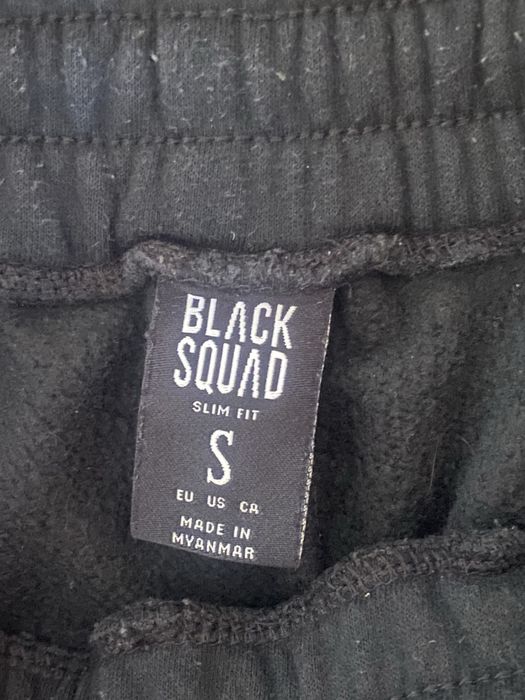 BLACK
SQUAD
SLIM FIT
S
EU US CA
MADE IN
MYANMAR